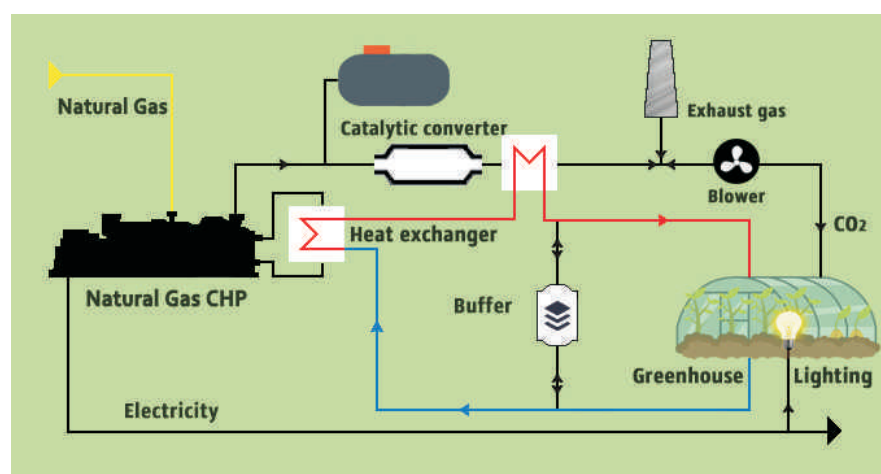 Natural Gas
Catalytic converter
Exhaust gas
Blower
CO2
Heat exchanger
Natural Gas CHP
Buffer
Greenhouse
Lighting
Electricity